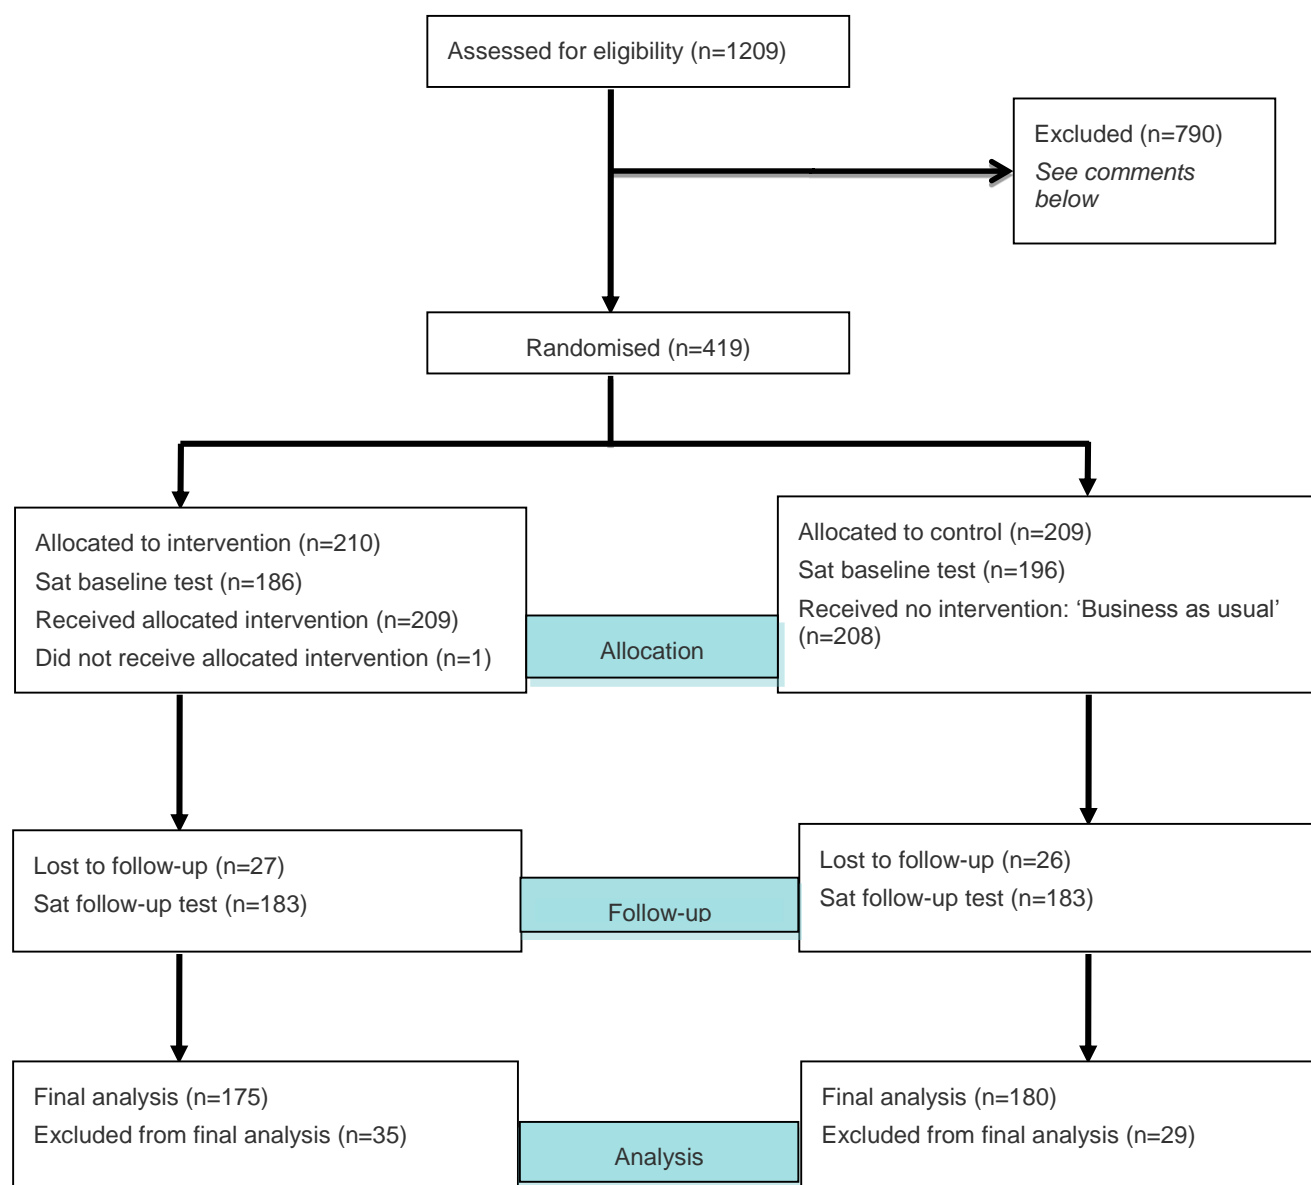 Assessed for eligibility (n=1209)
Excluded (n=790)
See comments
below
Randomised (n=419)
Allocated to intervention (n=210)
Sat baseline test (n=186)
Received allocated intervention (n=209)
Did not receive allocated intervention (n=1)
Allocation
Allocated to control (n=209)
Sat baseline test (n=196)
Received no intervention: ‘Business as usual’
(n=208)
Lost to follow-up (n=27)
Sat follow-up test (n=183)
Follow-up
Lost to follow-up (n=26)
Sat follow-up test (n=183)
Final analysis (n=175)
Excluded from final analysis (n=35)
Analysis
Final analysis (n=180)
Excluded from final analysis (n=29)